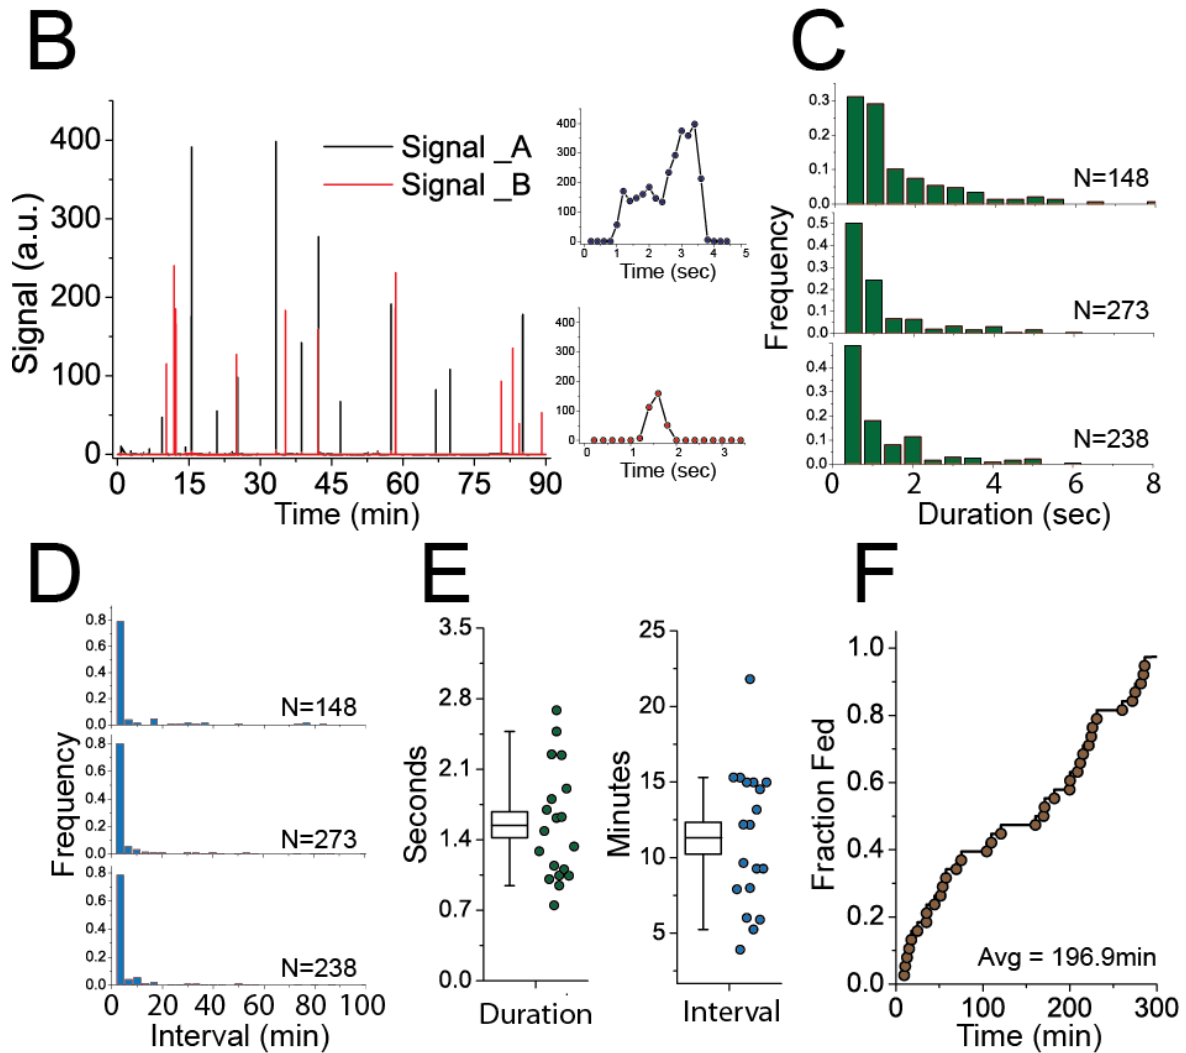 B
400
300
200
100
0
Signal (a.u.)
Signal _A
Signal _B
0 15 30 45 60 75 90
Time (min)
400
300
200
100
0
0 1 2 3 4 5
Time (sec)
400
300
200
100
0
0 1 2 3
Time (sec)
C
Frequency
0.3
0.2
0.1
0.0
N=148
0.5
0.4
0.3
0.2
0.1
0.0
N=273
0.4
0.3
0.2
0.1
0.0
N=238
0 2 4 6 8
Duration (sec)
D
Frequency
0.8
0.6
0.4
0.2
0.0
N=148
0.8
0.6
0.4
0.2
0.0
N=273
0.8
0.6
0.4
0.2
0.0
N=238
0 20 40 60 80 100
Interval (min)
E
Seconds
3.5
2.8
2.1
1.4
0.7
0.0
Duration
Minutes
25
20
15
10
5
Interval
F
Fraction Fed
1.0
0.8
0.6
0.4
0.2
0.0
Avg = 196.9min
0 100 200 300
Time (min)